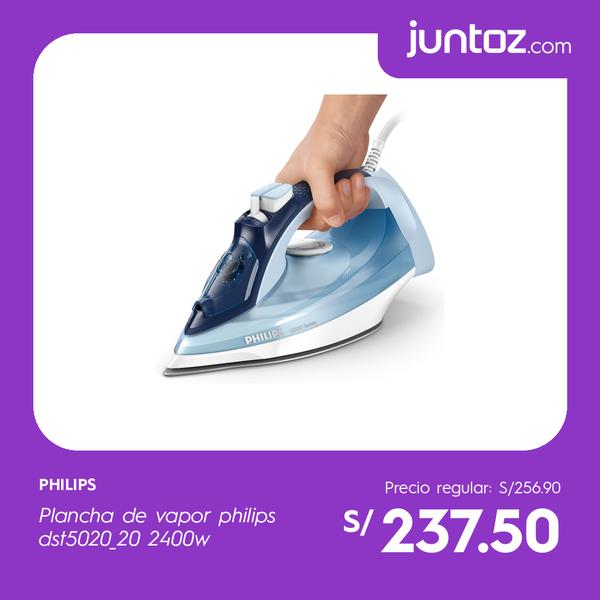 juntoz.com
PHILIPS
PHILIPS
Plancha de vapor philips
dst5020_20 2400w
Precio regular: S/256.90
S/237.50